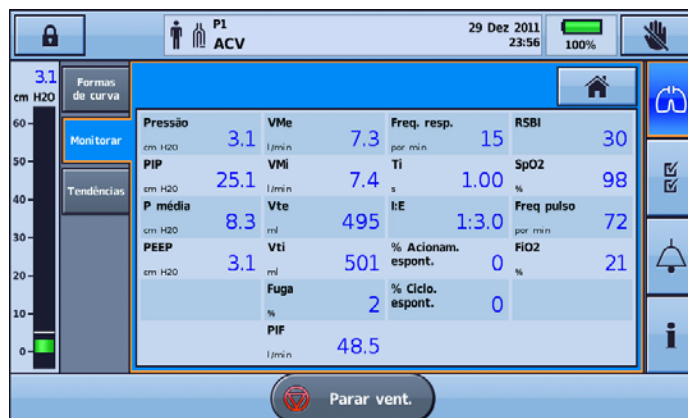 P1
ACV
29 Dez 2011
23:56
100%
3.1
cm H2O
60
50
40
30
20
10
0
Formas
de curva
Monitorar
Tendências
Pressão
cm H2O
3.1
VMe
l/min
7.3
Freq. resp.
por min
15
RSBI
30
PIP
cm H2O
25.1
VMi
l/min
7.4
Ti
s
1.00
SpO2
%
98
P média
cm H2O
8.3
Vte
ml
495
I:E
1:3.0
Freq pulso
por min
72
PEEP
cm H2O
3.1
Vti
ml
501
% Acionam.
espont.
0
FiO2
%
21
Fuga
%
2
% Ciclo.
espont.
0
PIF
l/min
48.5
Parar vent.